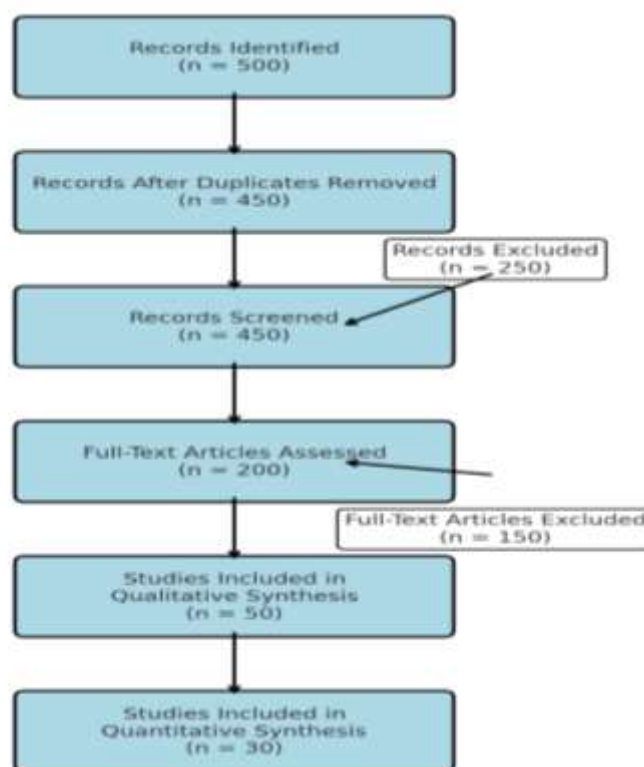 Records Identified
(n = 500)
Records After Duplicates Removed
(n = 450)
Records Excluded
(n = 250)
Records Screened
(n = 450)
Full-Text Articles Assessed
(n = 200)
Full-Text Articles Excluded
(n = 150)
Studies Included in
Qualitative Synthesis
(n = 50)
Studies Included in
Quantitative Synthesis
(n = 30)